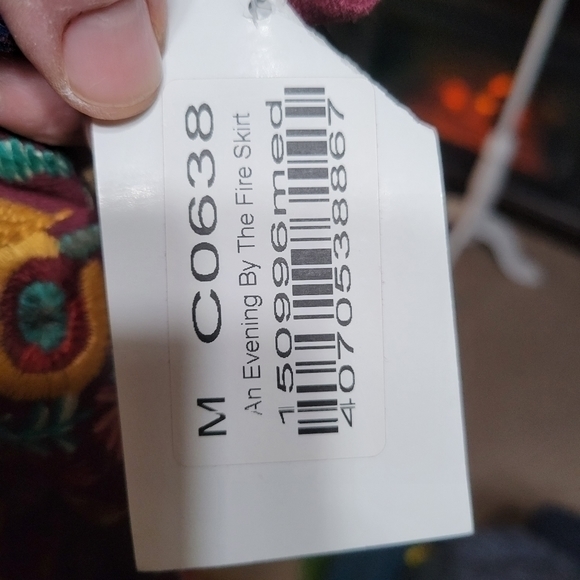 M C0638
An Evening By The Fire Skirt
150996med
4070538867